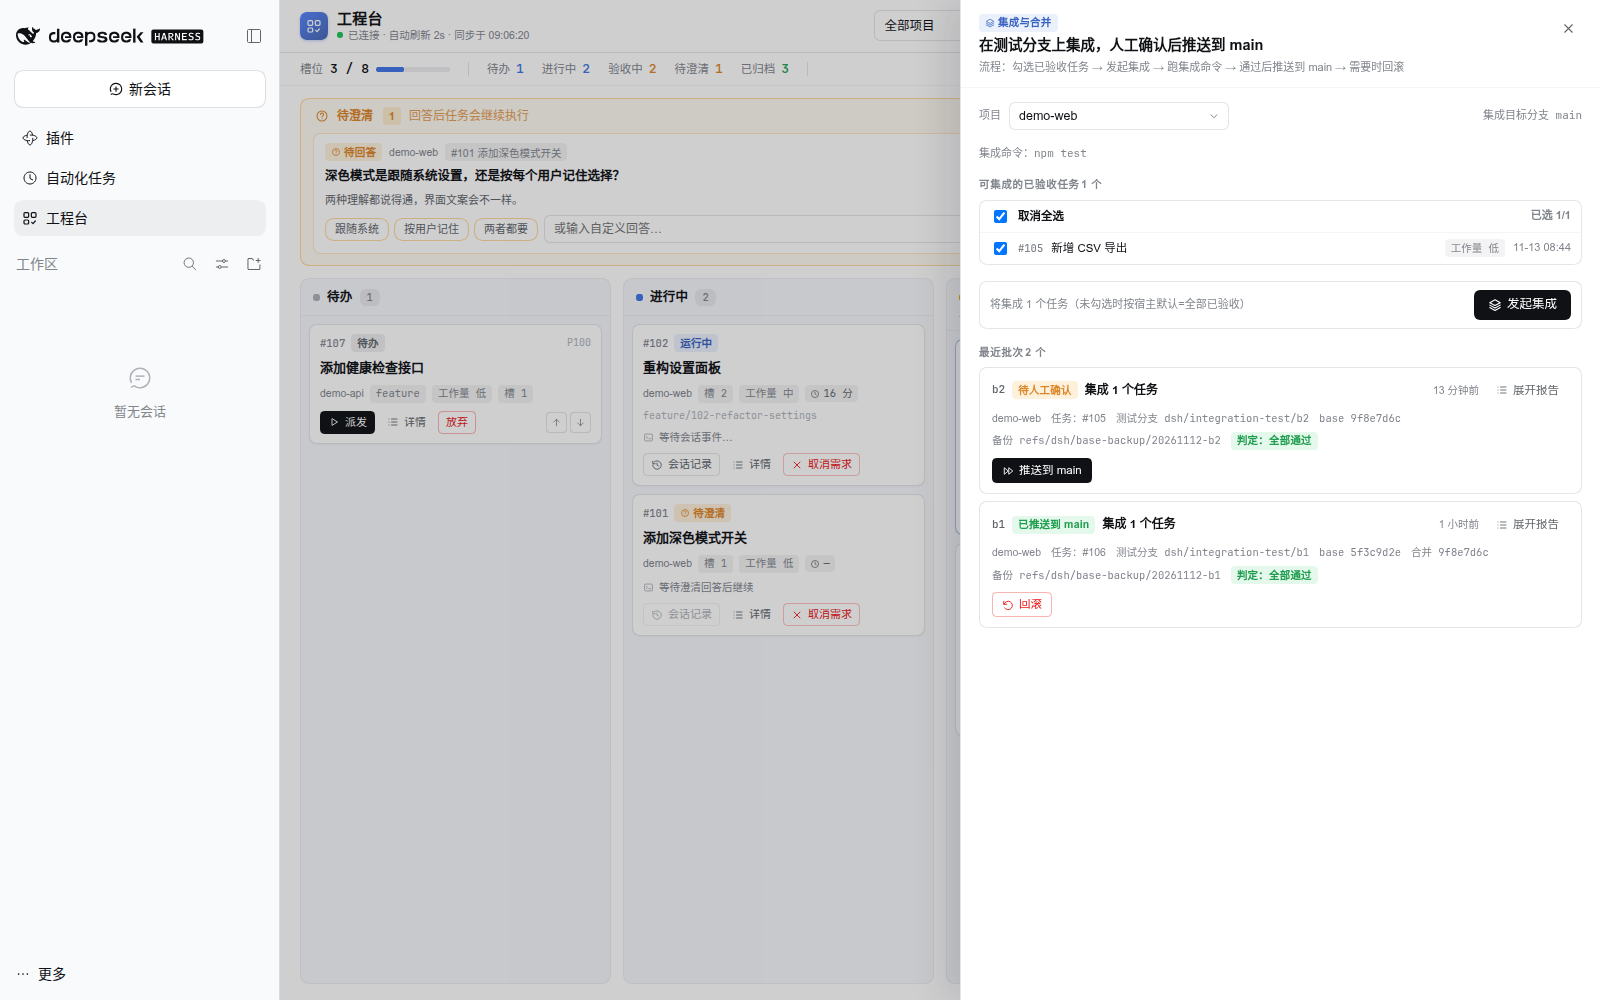 deepseek HARNESS
新会话
插件
自动化任务
工程台
工作区
暂无会话
更多
工程台
已连接 · 自动刷新 2s · 同步于 09:06:20
全部项目
槽位 3 / 8 待办 1 进行中 2 验收中 2 待澄清 1 已归档 3
待澄清 1 回答后任务会继续执行
待回答 demo-web #101 添加深色模式开关
深色模式是跟随系统设置，还是按每个用户记住选择？
两种理解都说得通，界面文案会不一样。
跟随系统 按用户记住 两者都要 或输入自定义回答…
待办 1
#107 待办 P100
添加健康检查接口
demo-api feature 工作量 低 槽 1
派发 详情 放弃
进行中 2
#102 运行中
重构设置面板
demo-web 槽 2 工作量 中 16 分
feature/102-refactor-settings
等待会话事件…
会话记录 详情 取消需求
#101 待澄清
添加深色模式开关
demo-web 槽 1 工作量 低 —
等待澄清回答后继续
会话记录 详情 取消需求
集成与合并
在测试分支上集成，人工确认后推送到 main
流程：勾选已验收任务 → 发起集成 → 跑集成命令 → 通过后推送到 main → 需要时回滚
项目 demo-web 集成目标分支 main
集成命令：npm test
可集成的已验收任务 1 个
取消全选 已选 1/1
#105 新增 CSV 导出 工作量 低 11-13 08:44
将集成 1 个任务（未勾选时按宿主默认=全部已验收） 发起集成
最近批次 2 个
b2 待人工确认 集成 1 个任务 13 分钟前 展开报告
demo-web 任务：#105 测试分支 dsh/integration-test/b2 base 9f8e7d6c
备份 refs/dsh/base-backup/20261112-b2 判定：全部通过
推送到 main
b1 已推送到 main 集成 1 个任务 1 小时前 展开报告
demo-web 任务：#106 测试分支 dsh/integration-test/b1 base 5f3c9d2e 合并 9f8e7d6c
备份 refs/dsh/base-backup/20261112-b1 判定：全部通过
回滚